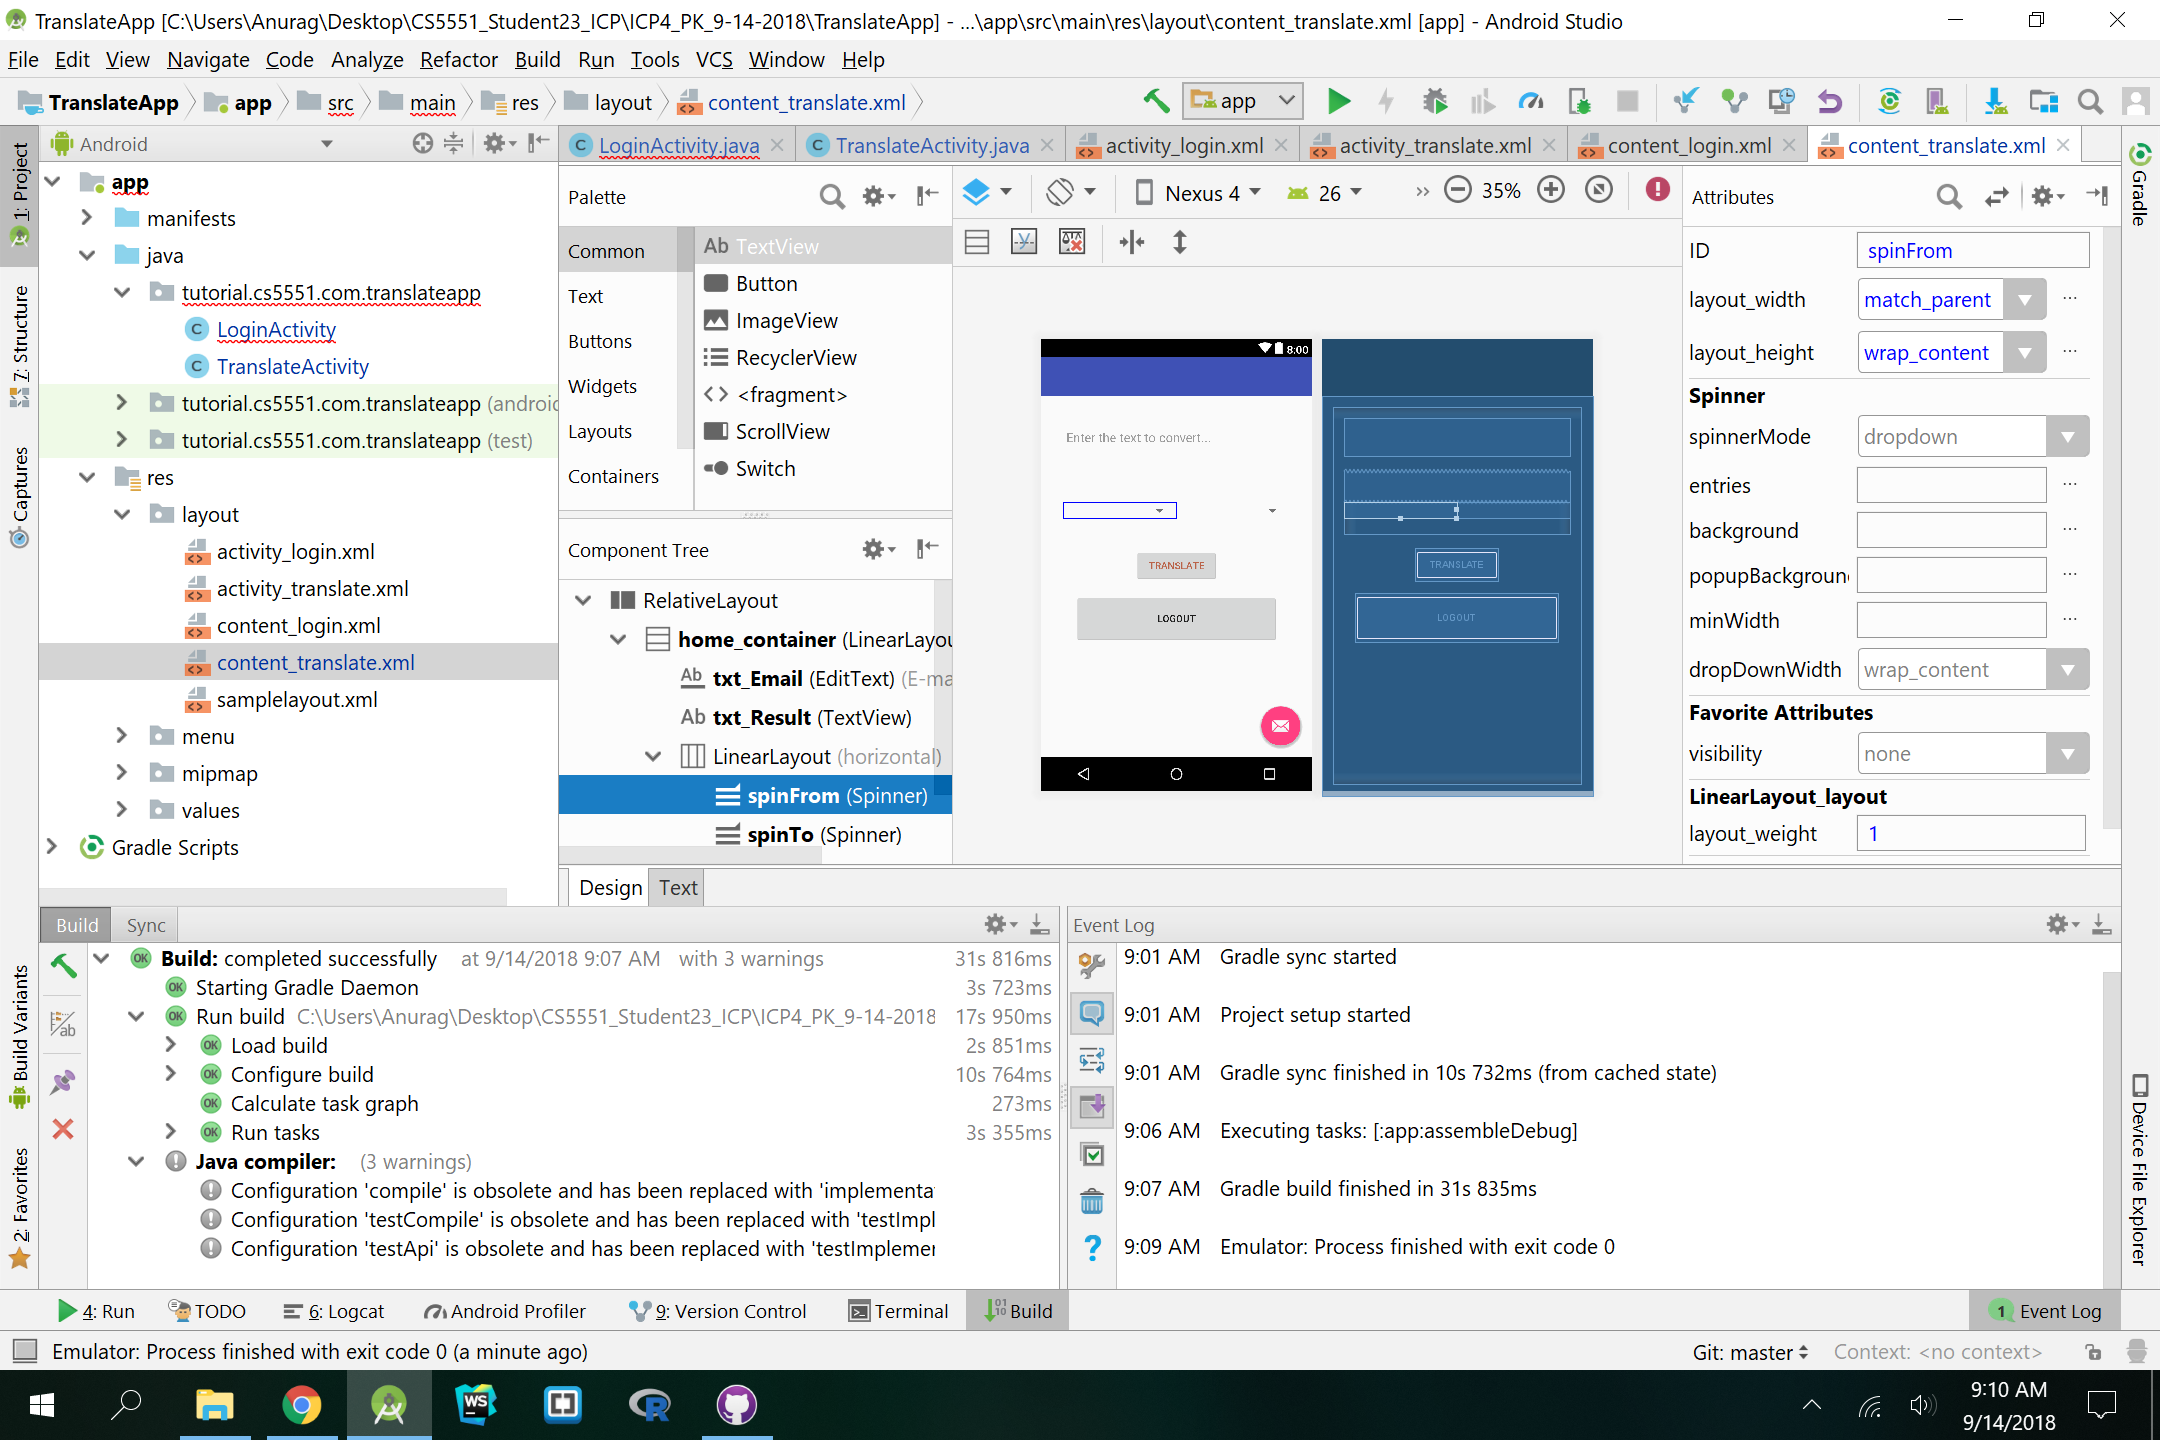 TranslateApp [C:\Users\Anurag\Desktop\CS5551_Student23_ICP\ICP4_PK_9-14-2018\TranslateApp] - ...\app\src\main\res\layout\content_translate.xml [app] - Android Studio
File Edit View Navigate Code Analyze Refactor Build Run Tools VCS Window Help
TranslateApp app src main res layout content_translate.xml app
1: Project
7: Structure
Captures
Build Variants
2: Favorites
Android
app
manifests
java
tutorial.cs5551.com.translateapp
LoginActivity
TranslateActivity
tutorial.cs5551.com.translateapp (androic
tutorial.cs5551.com.translateapp (test)
res
layout
activity_login.xml
activity_translate.xml
content_login.xml
content_translate.xml
samplelayout.xml
menu
mipmap
values
Gradle Scripts
LoginActivity.java TranslateActivity.java activity_login.xml activity_translate.xml content_login.xml content_translate.xml
Palette
Common
Text
Buttons
Widgets
Layouts
Containers
Ab TextView
Button
ImageView
RecyclerView
<fragment>
ScrollView
Switch
Component Tree
RelativeLayout
home_container (LinearLayou
Ab txt_Email (EditText) (E-ma
Ab txt_Result (TextView)
LinearLayout (horizontal)
spinFrom (Spinner)
spinTo (Spinner)
Nexus 4 26 35%
8:00
Enter the text to convert...
TRANSLATE
LOGOUT
TRANSLATE
LOGOUT
Attributes
ID spinFrom
layout_width match_parent ...
layout_height wrap_content ...
Spinner
spinnerMode dropdown
entries ...
background ...
popupBackgroun ...
minWidth ...
dropDownWidth wrap_content
Favorite Attributes
visibility none
LinearLayout_layout
layout_weight 1
Gradle
Device File Explorer
Design Text
Build Sync
Build: completed successfully at 9/14/2018 9:07 AM with 3 warnings 31s 816ms
Starting Gradle Daemon 3s 723ms
Run build C:\Users\Anurag\Desktop\CS5551_Student23_ICP\ICP4_PK_9-14-2018 17s 950ms
Load build 2s 851ms
Configure build 10s 764ms
Calculate task graph 273ms
Run tasks 3s 355ms
Java compiler: (3 warnings)
Configuration 'compile' is obsolete and has been replaced with 'implementa
Configuration 'testCompile' is obsolete and has been replaced with 'testImpl
Configuration 'testApi' is obsolete and has been replaced with 'testImplemer
Event Log
9:01 AM Gradle sync started
9:01 AM Project setup started
9:01 AM Gradle sync finished in 10s 732ms (from cached state)
9:06 AM Executing tasks: [:app:assembleDebug]
9:07 AM Gradle build finished in 31s 835ms
9:09 AM Emulator: Process finished with exit code 0
4: Run TODO 6: Logcat Android Profiler 9: Version Control Terminal Build 1 Event Log
Emulator: Process finished with exit code 0 (a minute ago) Git: master Context: <no context>
WS R
9:10 AM
9/14/2018